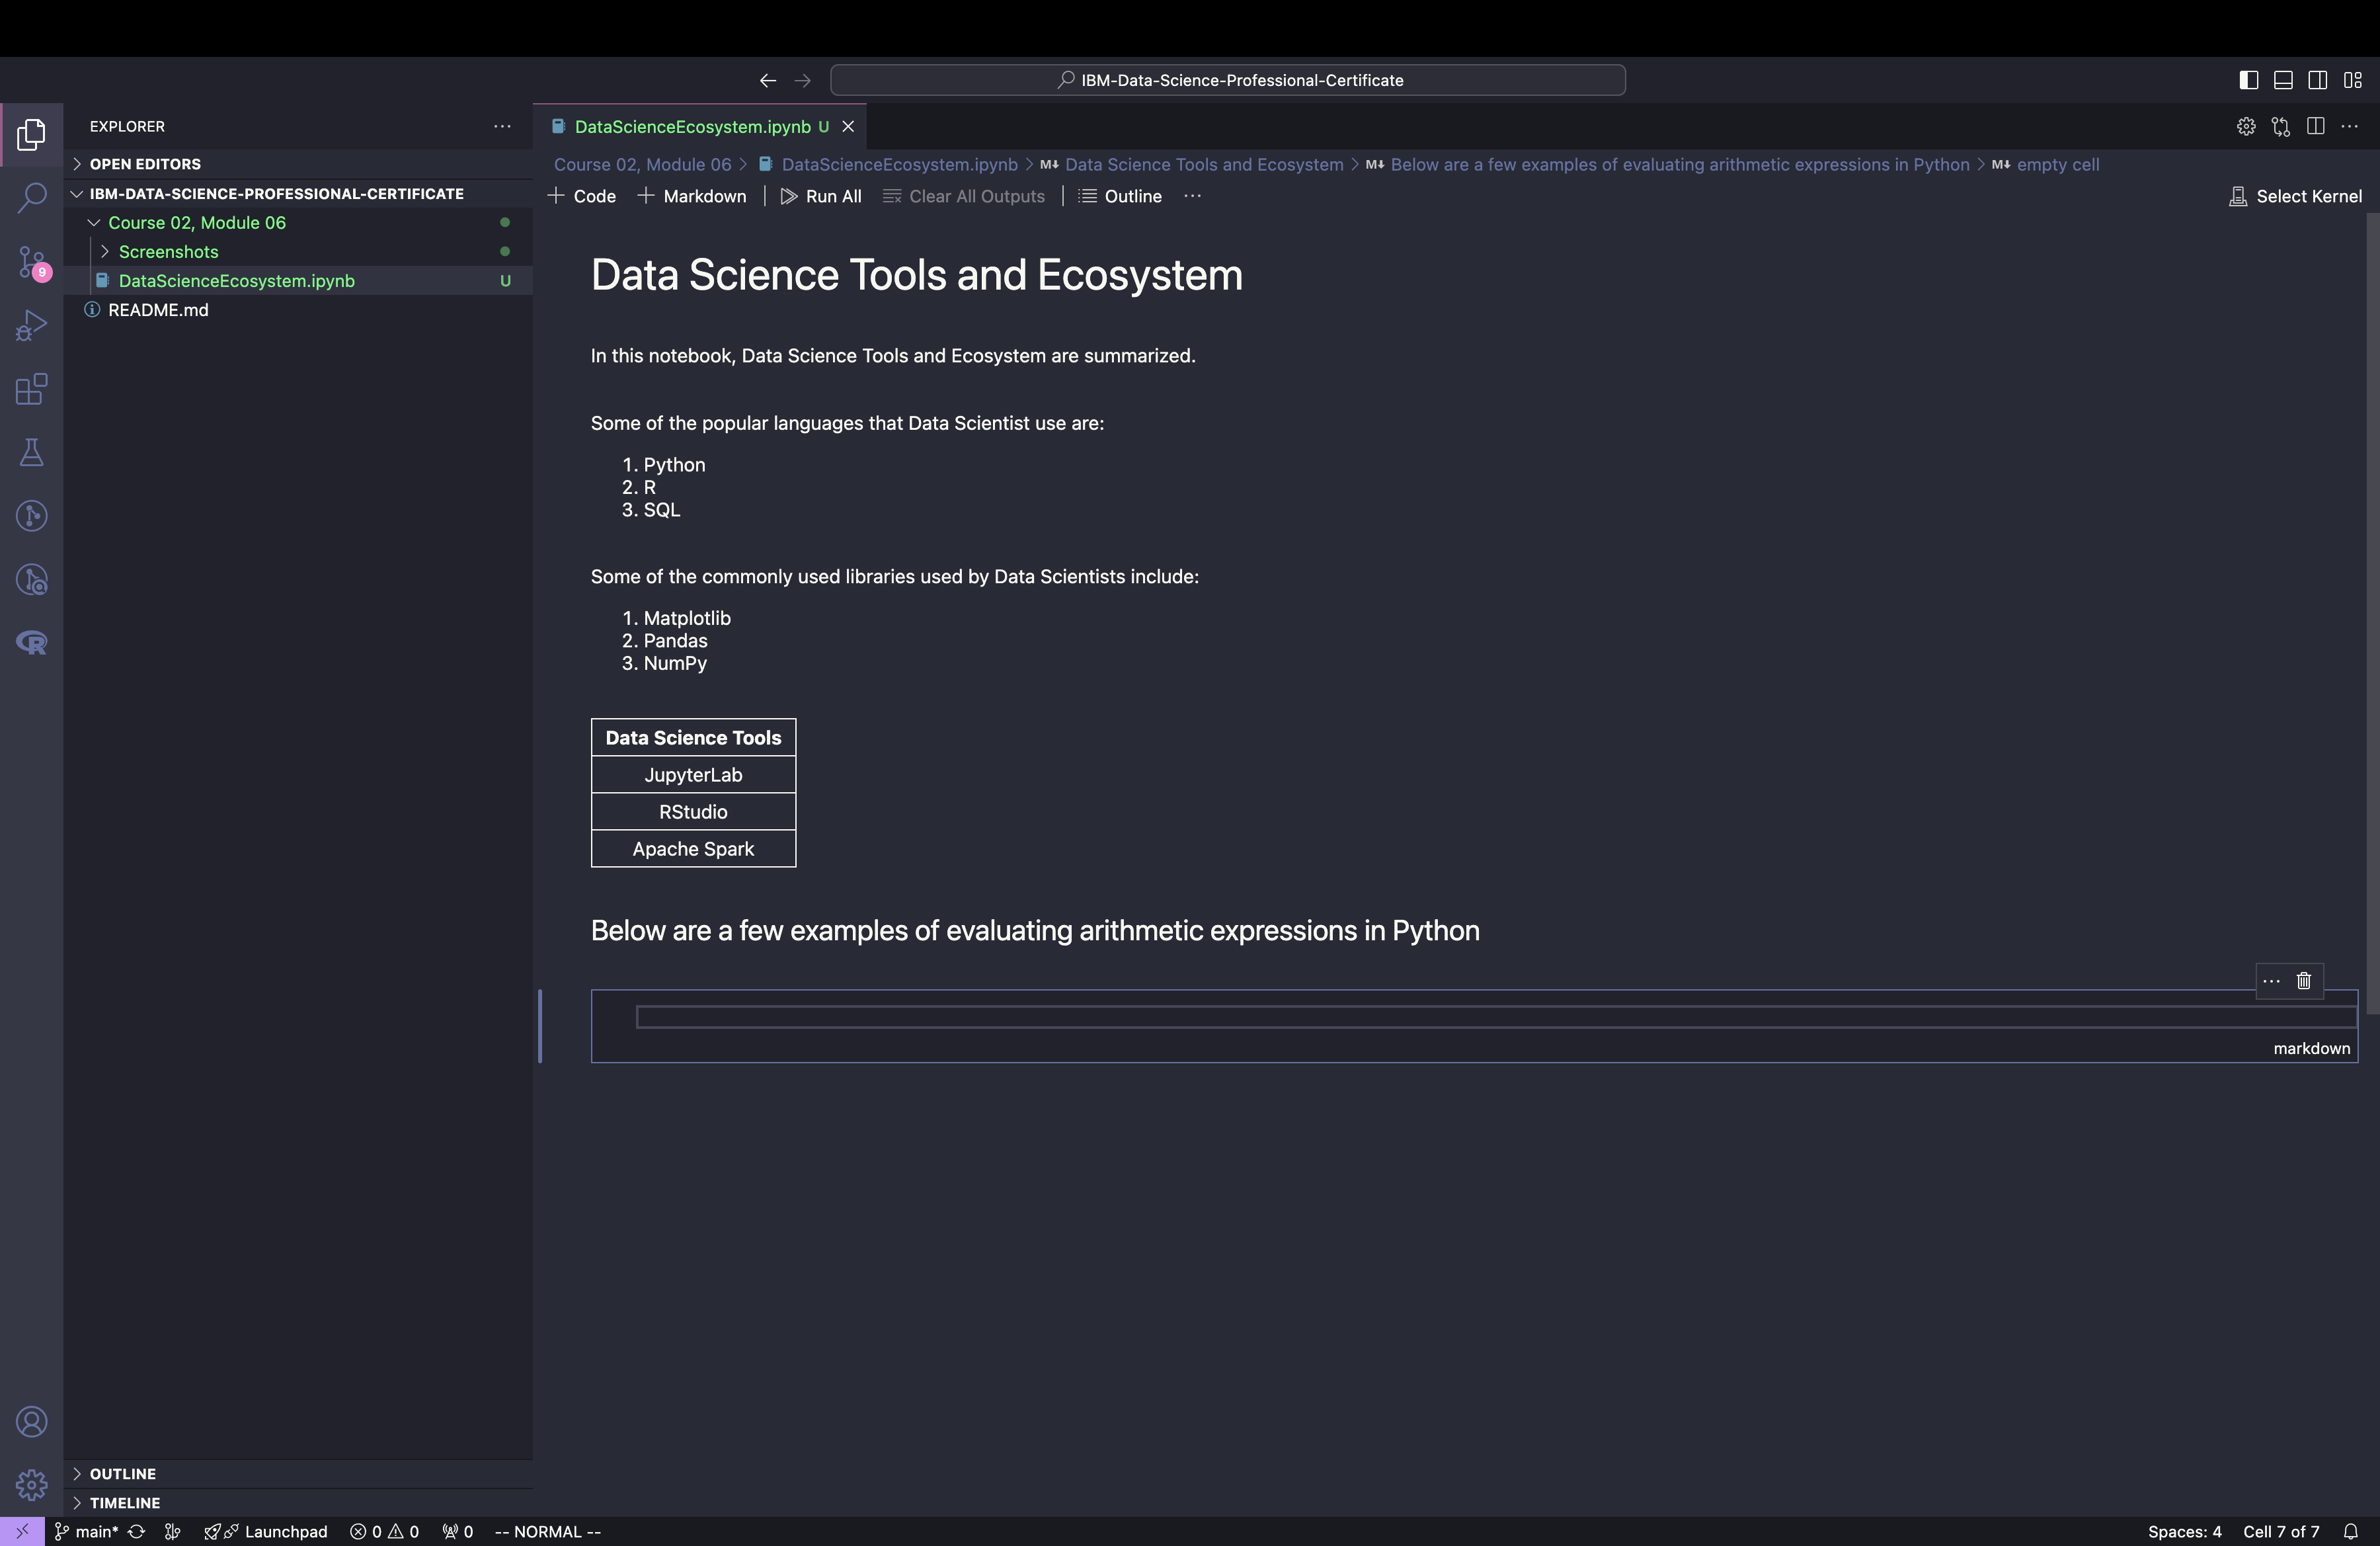 IBM-Data-Science-Professional-Certificate
EXPLORER
OPEN EDITORS
IBM-DATA-SCIENCE-PROFESSIONAL-CERTIFICATE
Course 02, Module 06
Screenshots
DataScienceEcosystem.ipynb U
README.md
9
OUTLINE
TIMELINE
DataScienceEcosystem.ipynb U
Course 02, Module 06 > DataScienceEcosystem.ipynb > M↓ Data Science Tools and Ecosystem > M↓ Below are a few examples of evaluating arithmetic expressions in Python > M↓ empty cell
+ Code + Markdown | Run All Clear All Outputs | Outline ... Select Kernel
Data Science Tools and Ecosystem
In this notebook, Data Science Tools and Ecosystem are summarized.
Some of the popular languages that Data Scientist use are:
1. Python
2. R
3. SQL
Some of the commonly used libraries used by Data Scientists include:
1. Matplotlib
2. Pandas
3. NumPy
Data Science Tools
JupyterLab
RStudio
Apache Spark
Below are a few examples of evaluating arithmetic expressions in Python
markdown
main* Launchpad 0 0 0 -- NORMAL -- Spaces: 4 Cell 7 of 7